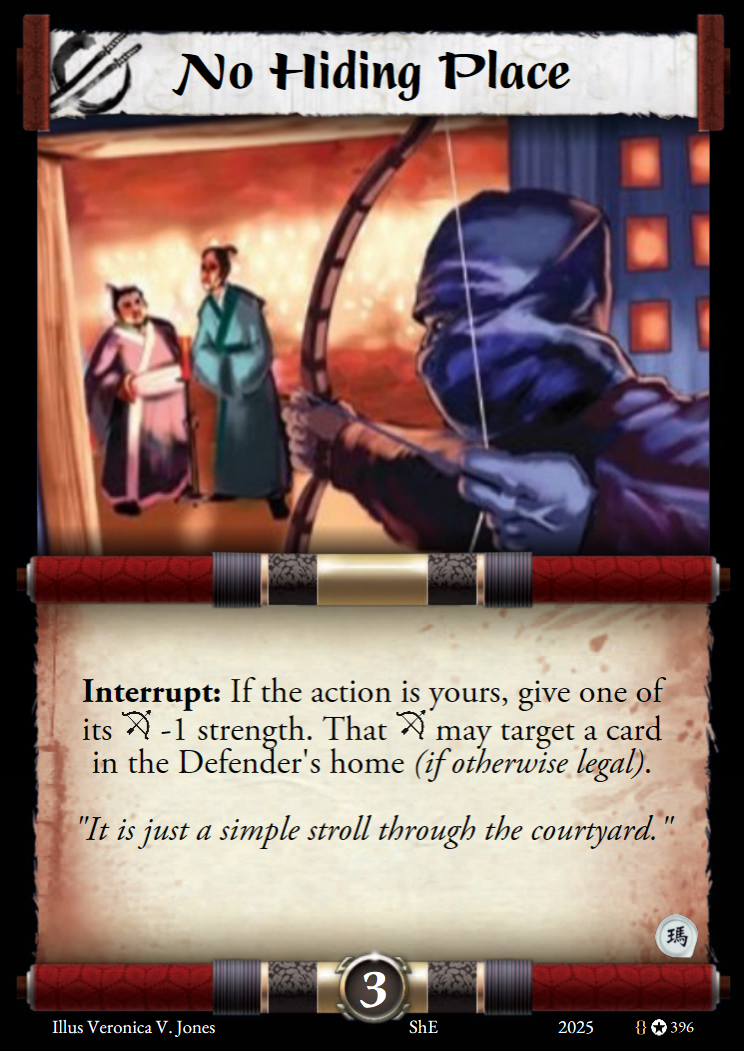 No Hiding Place
Interrupt: If the action is yours, give one of
its -1 strength. That may target a card
in the Defender's home (if otherwise legal).
"It is just a simple stroll through the courtyard."
瑪
3
Illus Veronica V. Jones ShE 2025 {} 396